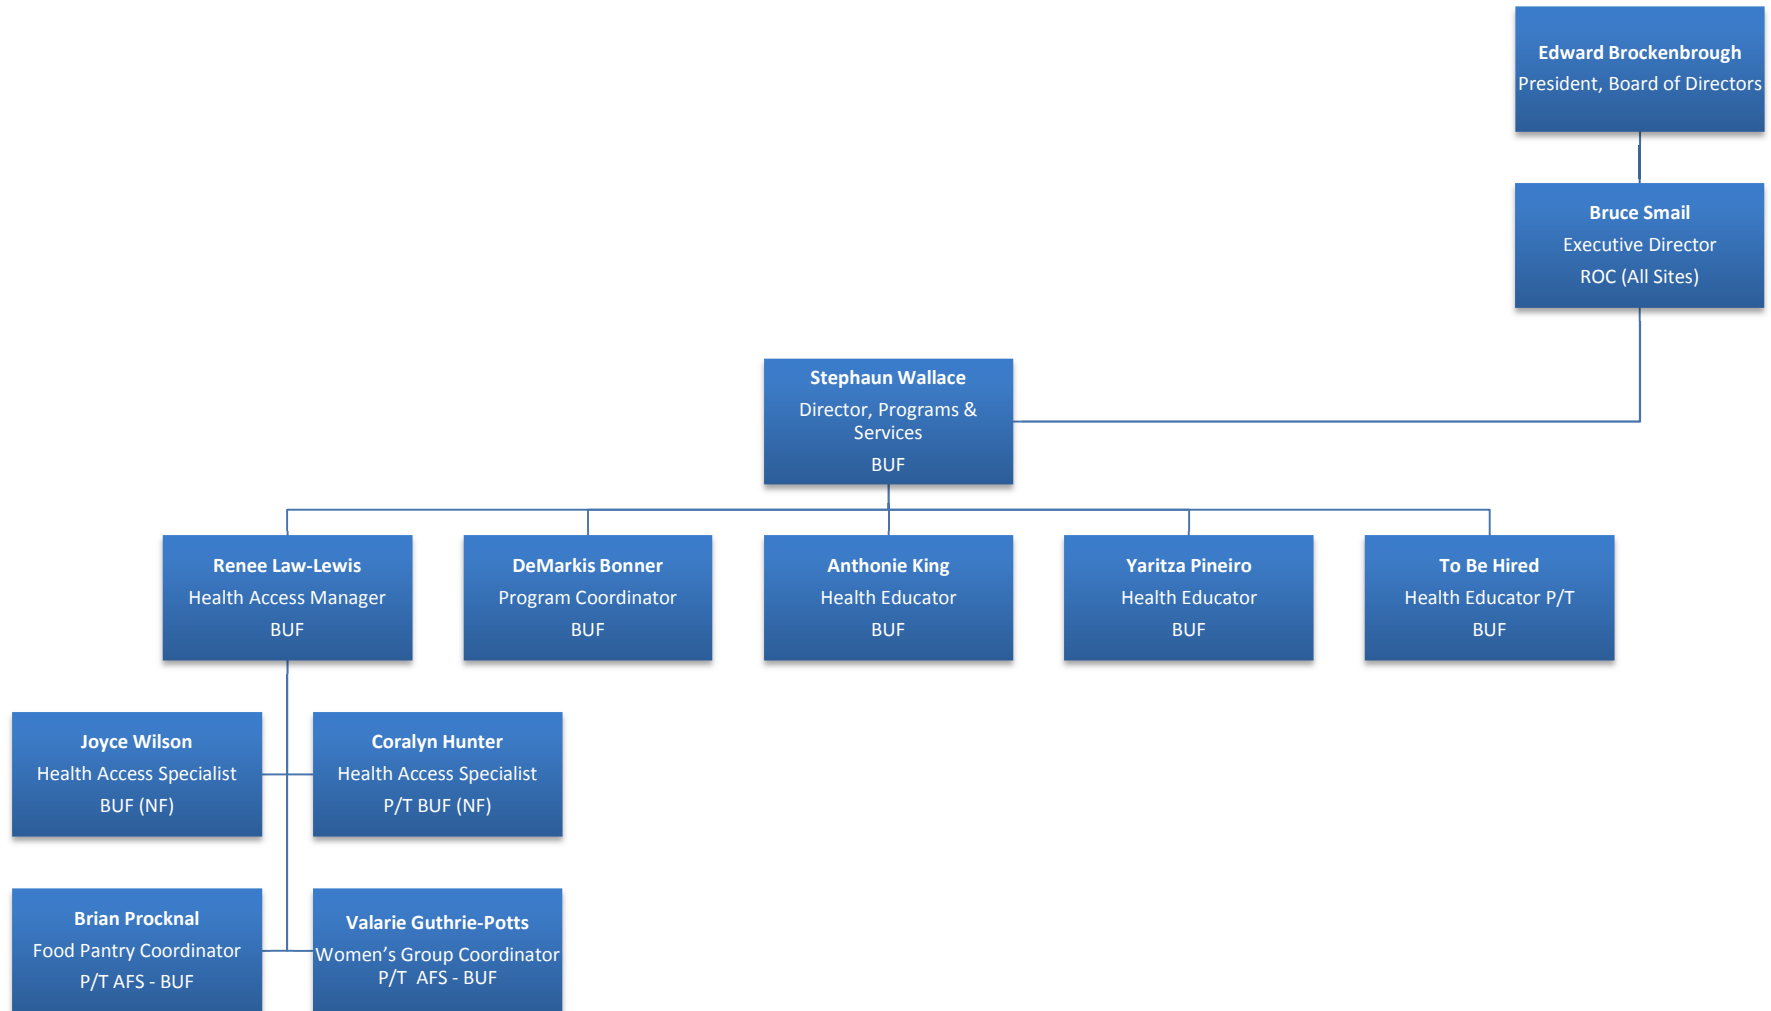 Edward Brockenbrough
President, Board of Directors
Bruce Smail
Executive Director
ROC (All Sites)
Stephaun Wallace
Director, Programs &
Services
BUF
Renee Law-Lewis
Health Access Manager
BUF
DeMarkis Bonner
Program Coordinator
BUF
Anthonie King
Health Educator
BUF
Yaritza Pineiro
Health Educator
BUF
To Be Hired
Health Educator P/T
BUF
Joyce Wilson
Health Access Specialist
BUF (NF)
Coralyn Hunter
Health Access Specialist
P/T BUF (NF)
Brian Procknal
Food Pantry Coordinator
P/T AFS - BUF
Valarie Guthrie-Potts
Women’s Group Coordinator
P/T  AFS - BUF